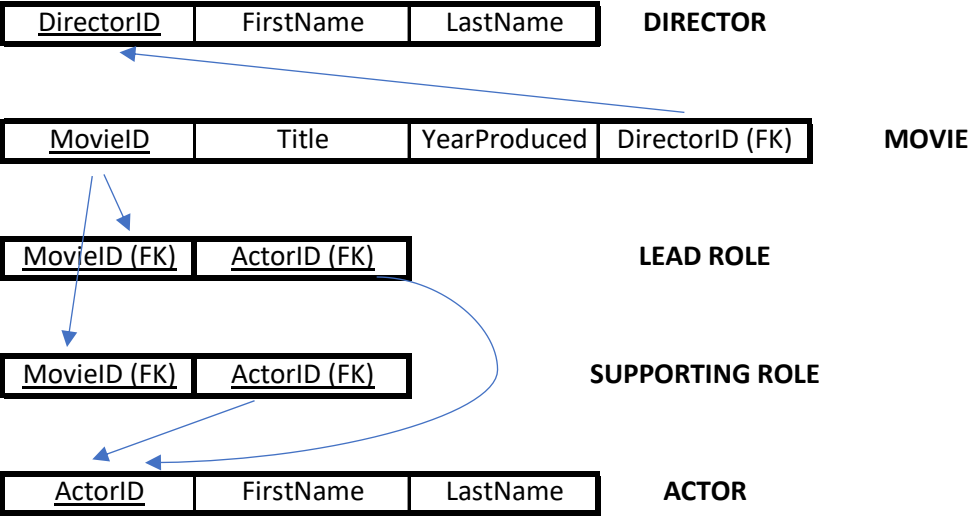 DirectorID FirstName LastName DIRECTOR
MovieID Title YearProduced DirectorID (FK) MOVIE
MovieID (FK) ActorID (FK) LEAD ROLE
MovieID (FK) ActorID (FK) SUPPORTING ROLE
ActorID FirstName LastName ACTOR